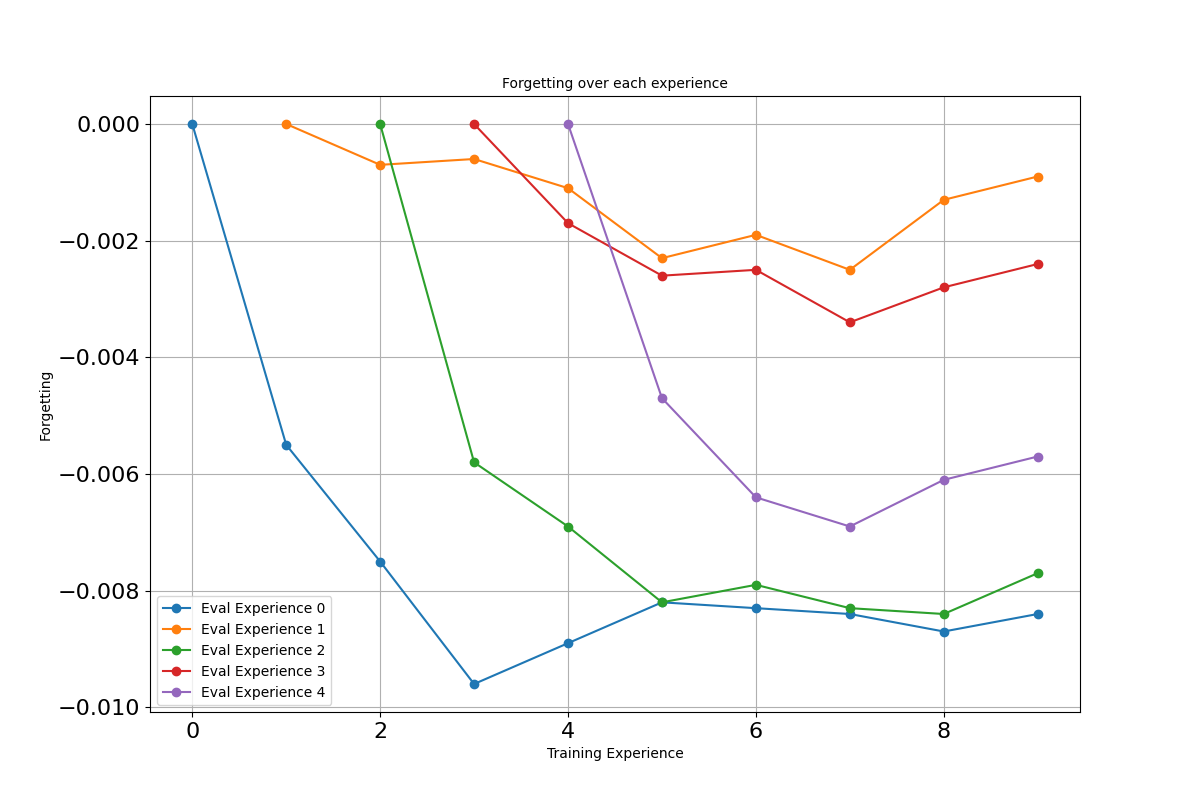 Forgetting over each experience
0.000
−0.002
−0.004
−0.006
−0.008
−0.010
Forgetting
Eval Experience 0
Eval Experience 1
Eval Experience 2
Eval Experience 3
Eval Experience 4
0 2 4 6 8
Training Experience